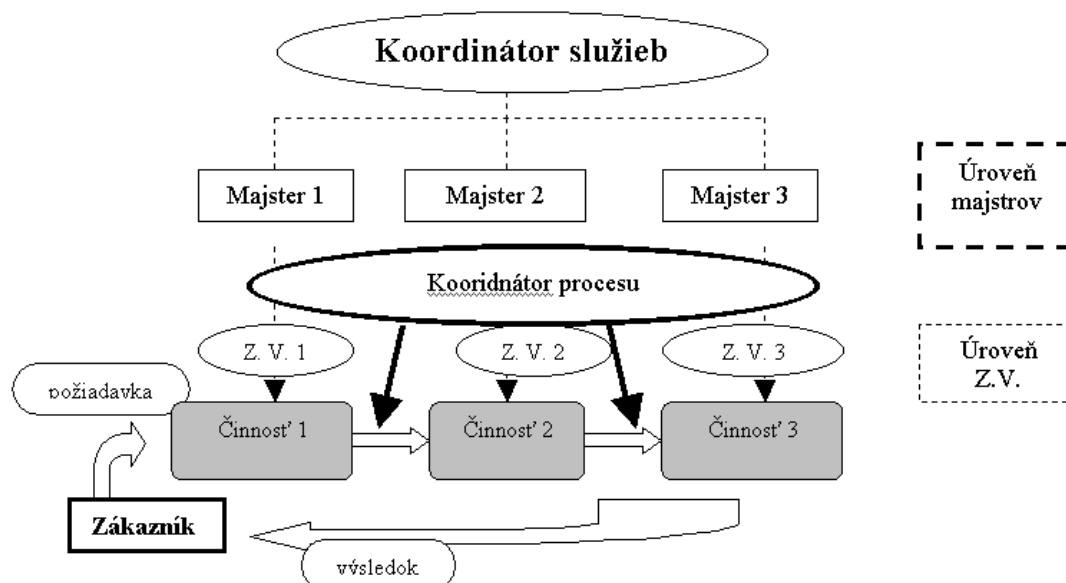 Koordinátor služieb
Majster 1
Majster 2
Majster 3
Úroveň
majstrov
Kooridnátor procesu
Z. V. 1
Z. V. 2
Z. V. 3
Úroveň
Z.V.
požiadavka
Činnosť 1
Činnosť 2
Činnosť 3
Zákazník
výsledok